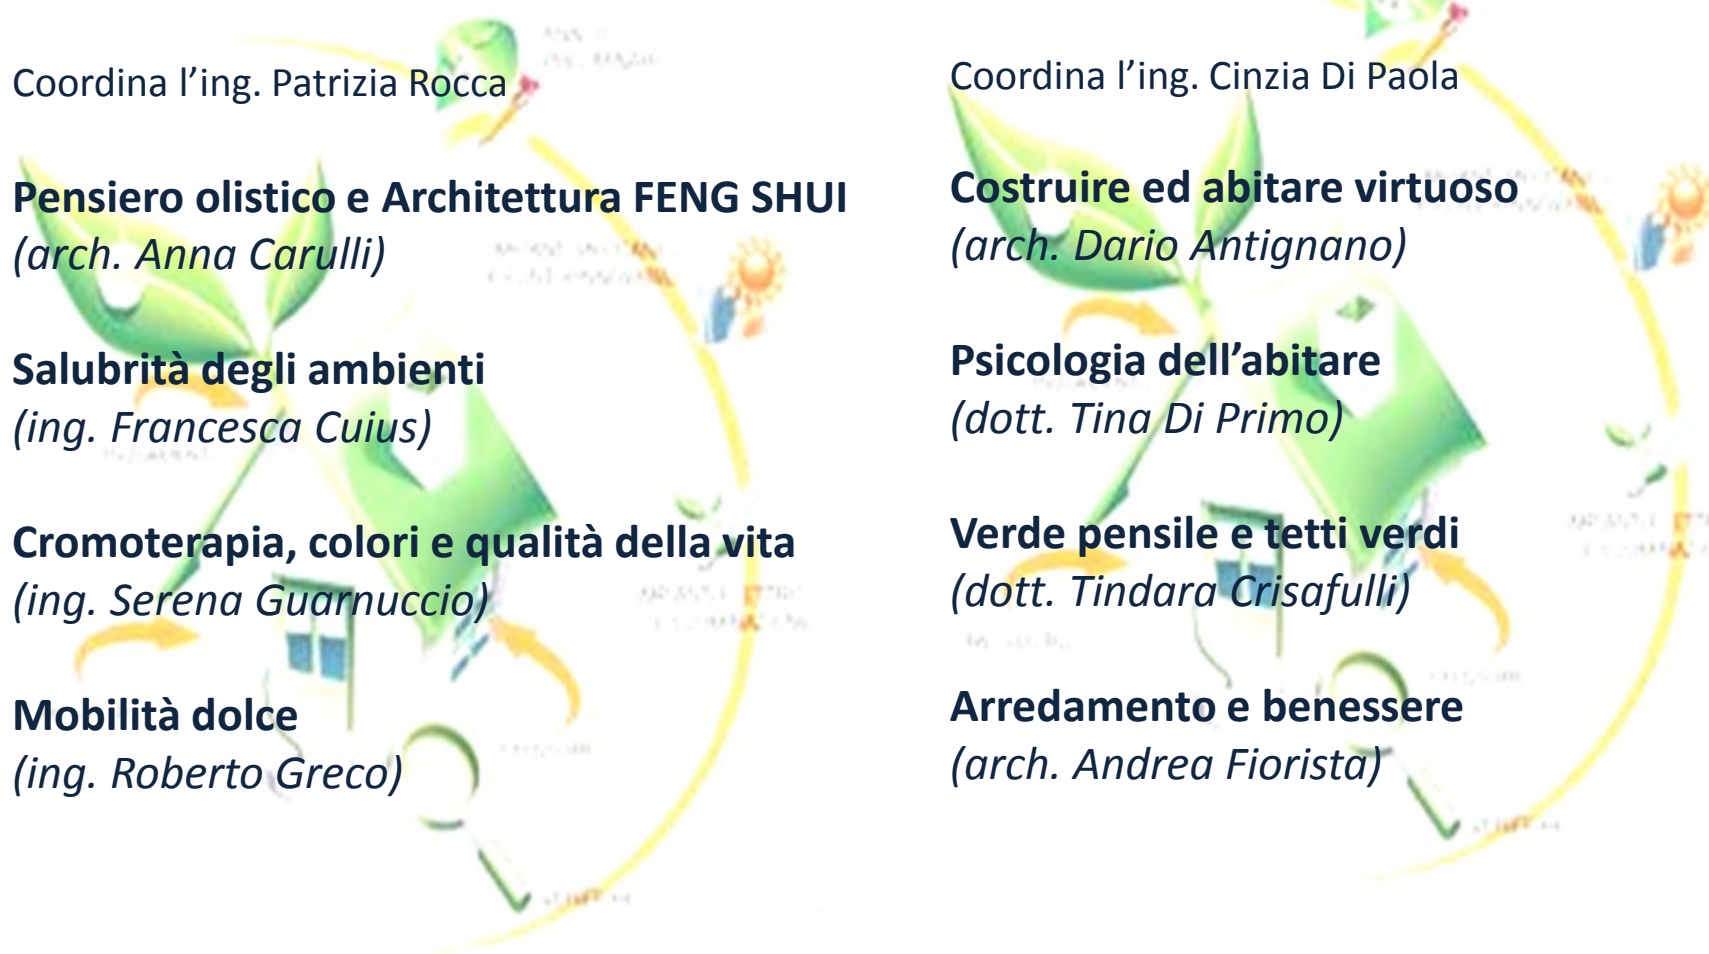 Coordina l’ing. Patrizia Rocca
Pensiero olistico e Architettura FENG SHUI
(arch. Anna Carulli)
Salubrità degli ambienti
(ing. Francesca Cuius)
Cromoterapia, colori e qualità della vita
(ing. Serena Guarnuccio)
Mobilità dolce
(ing. Roberto Greco)
Coordina l’ing. Cinzia Di Paola
Costruire ed abitare virtuoso
(arch. Dario Antignano)
Psicologia dell’abitare
(dott. Tina Di Primo)
Verde pensile e tetti verdi
(dott. Tindara Crisafulli)
Arredamento e benessere
(arch. Andrea Fiorista)